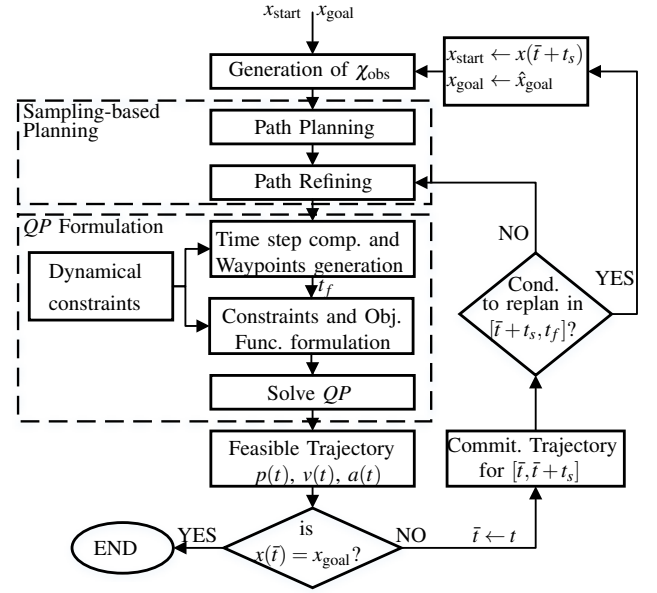 x_start x_goal
Generation of χ_obs
x_start ← x(t̄ + t_s)
x_goal ← x̂_goal
Sampling-based
Planning
Path Planning
Path Refining
QP Formulation
Time step comp. and
Waypoints generation
Dynamical
constraints
t_f
Constraints and Obj.
Func. formulation
Solve QP
NO
YES
Cond.
to replan in
[t̄ + t_s, t_f]?
Feasible Trajectory
p(t), v(t), a(t)
Commit. Trajectory
for [t̄, t̄ + t_s]
is
x(t̄) = x_goal?
YES
END
NO
t̄ ← t